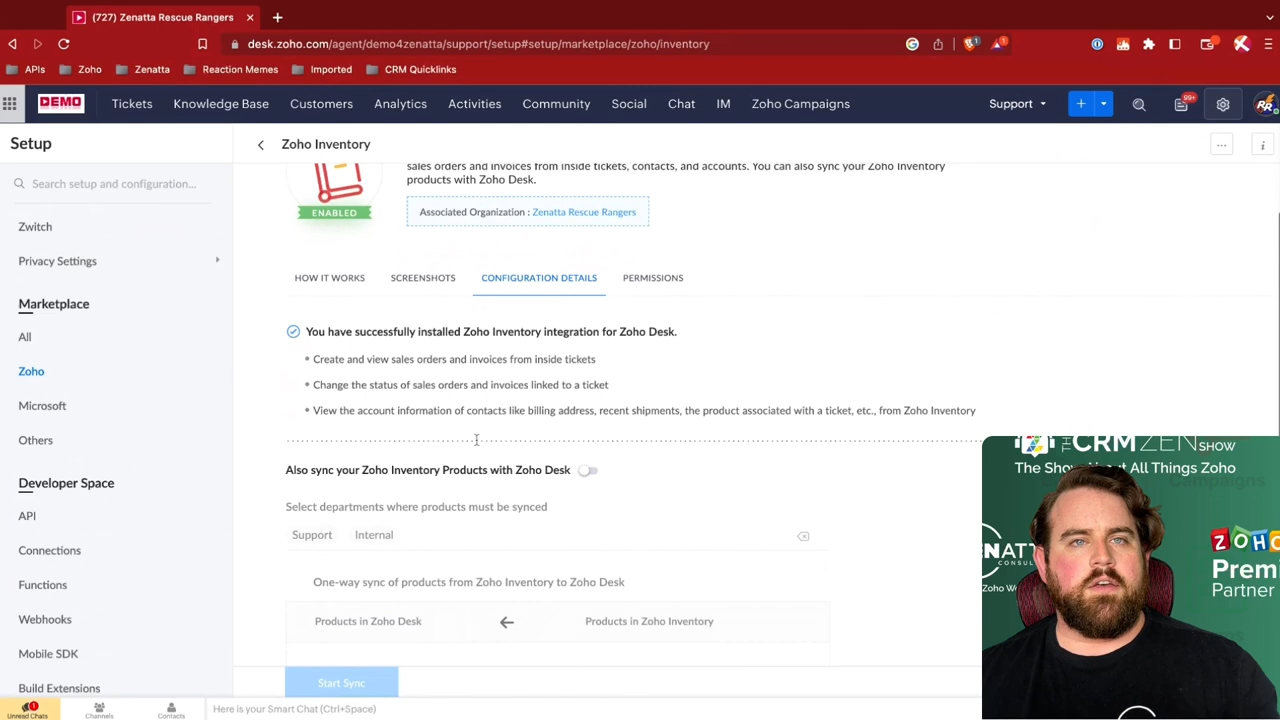 (727) Zenatta Rescue Rangers
desk.zoho.com/agent/demo4zenatta/support/setup#setup/marketplace/zoho/inventory
APIs Zoho Zenatta Reaction Memes Imported CRM Quicklinks
DEMO Tickets Knowledge Base Customers Analytics Activities Community Social Chat IM Zoho Campaigns Support 99+ RR
Setup
Zoho Inventory
Search setup and configuration...
Zwitch
Privacy Settings
Marketplace
All
Zoho
Microsoft
Others
Developer Space
API
Connections
Functions
Webhooks
Mobile SDK
Build Extensions
sales orders and invoices from inside tickets, contacts, and accounts. You can also sync your Zoho Inventory
products with Zoho Desk.
ENABLED
Associated Organization : Zenatta Rescue Rangers
HOW IT WORKS SCREENSHOTS CONFIGURATION DETAILS PERMISSIONS
You have successfully installed Zoho Inventory integration for Zoho Desk.
• Create and view sales orders and invoices from inside tickets
• Change the status of sales orders and invoices linked to a ticket
• View the account information of contacts like billing address, recent shipments, the product associated with a ticket, etc., from Zoho Inventory
Also sync your Zoho Inventory Products with Zoho Desk
Select departments where products must be synced
Support Internal
One-way sync of products from Zoho Inventory to Zoho Desk
Products in Zoho Desk Products in Zoho Inventory
Start Sync
THE CRMZEN SHOW
The Show About All Things Zoho
Campaigns
ZOHO
Premi
Partner
Unread Chats Channels Contacts Here is your Smart Chat (Ctrl+Space)